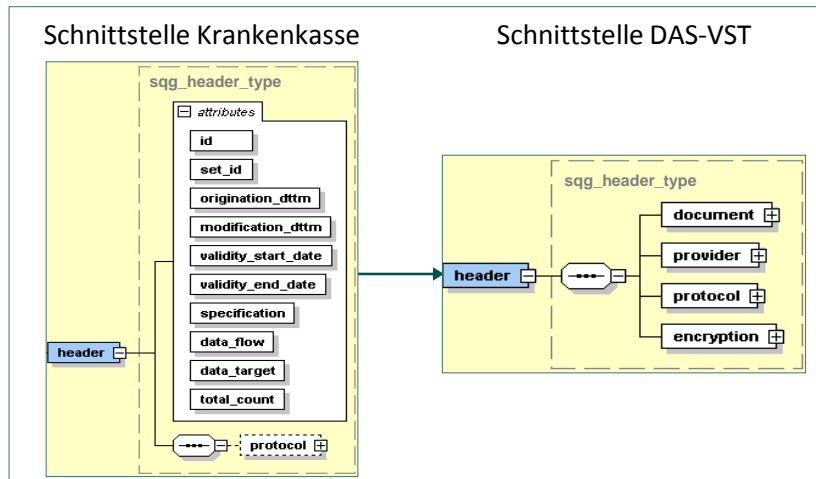 Schnittstelle Krankenkasse
sqg_header_type
attributes
id
set_id
origination_dttm
modification_dttm
validity_start_date
validity_end_date
specification
data_flow
data_target
total_count
header
protocol
Schnittstelle DAS-VST
sqg_header_type
header
document
provider
protocol
encryption